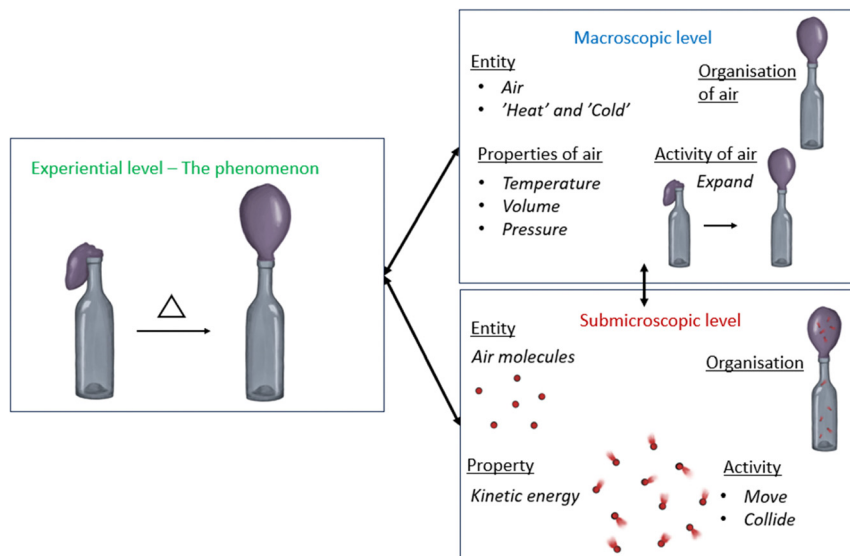 Experiential level – The phenomenon
Macroscopic level
Entity
• Air
• 'Heat' and 'Cold'
Organisation
of air
Properties of air
• Temperature
• Volume
• Pressure
Activity of air
Expand
Submicroscopic level
Entity
Air molecules
Organisation
Property
Kinetic energy
Activity
• Move
• Collide